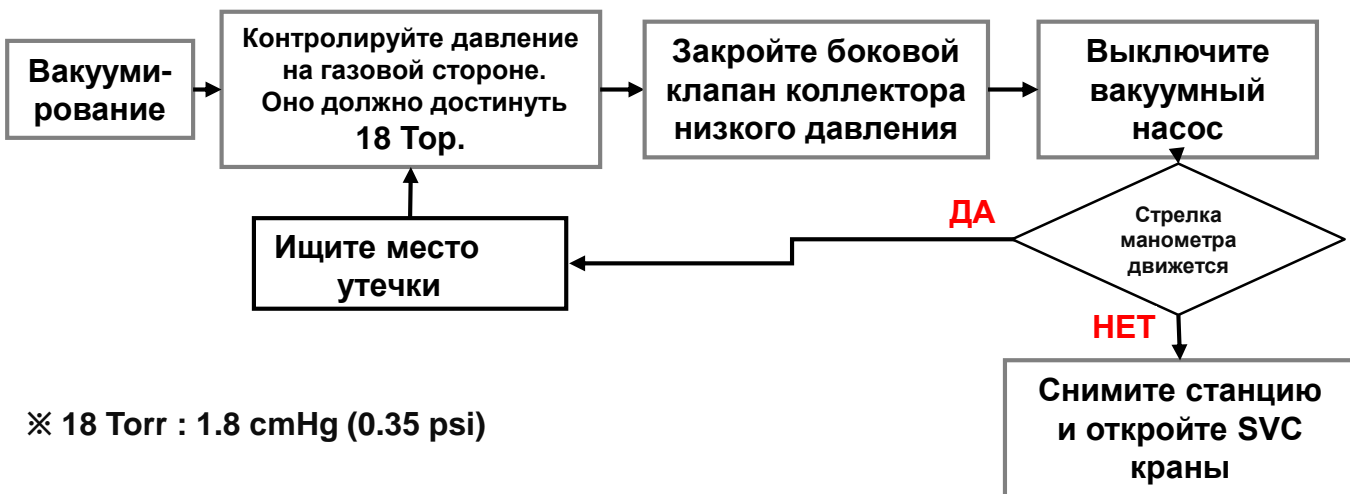 Вакууми-
рование
Контролируйте давление
на газовой стороне.
Оно должно достинуть
18 Тор.
Закройте боковой
клапан коллектора
низкого давления
Выключите
вакуумный
насос
Стрелка
манометра
движется
ДА
Ищите место
утечки
НЕТ
Снимите станцию
и откройте SVC
краны
※ 18 Torr : 1.8 cmHg (0.35 psi)